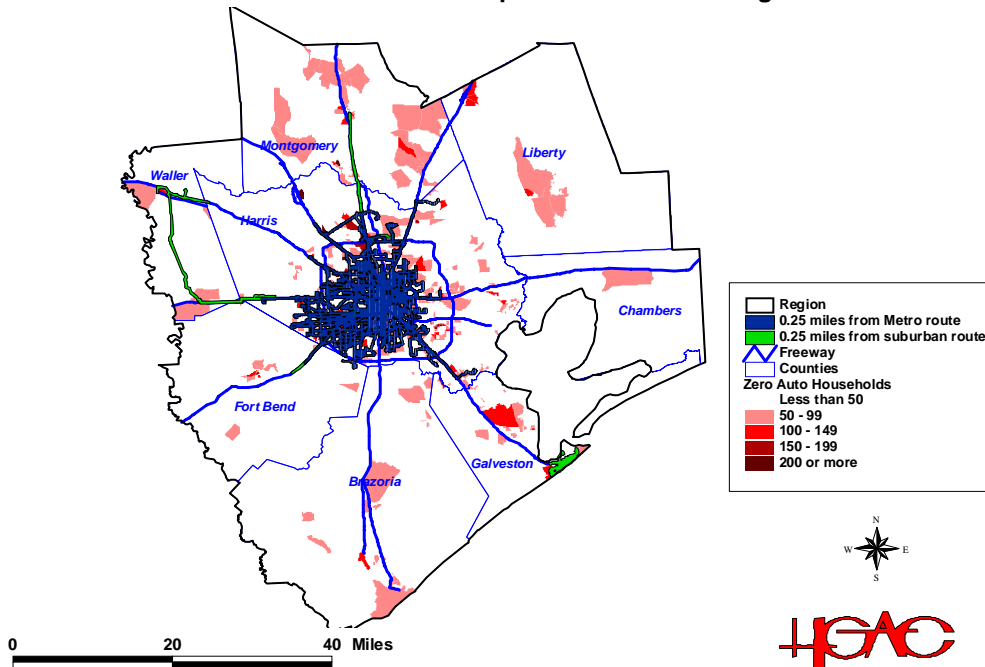 Montgomery
Liberty
Waller
Harris
Chambers
Fort Bend
Galveston
Brazoria
Region
0.25 miles from Metro route
0.25 miles from suburban route
Freeway
Counties
Zero Auto Households
Less than 50
50 - 99
100 - 149
150 - 199
200 or more
N
W E
S
0 20 40 Miles
HGAC